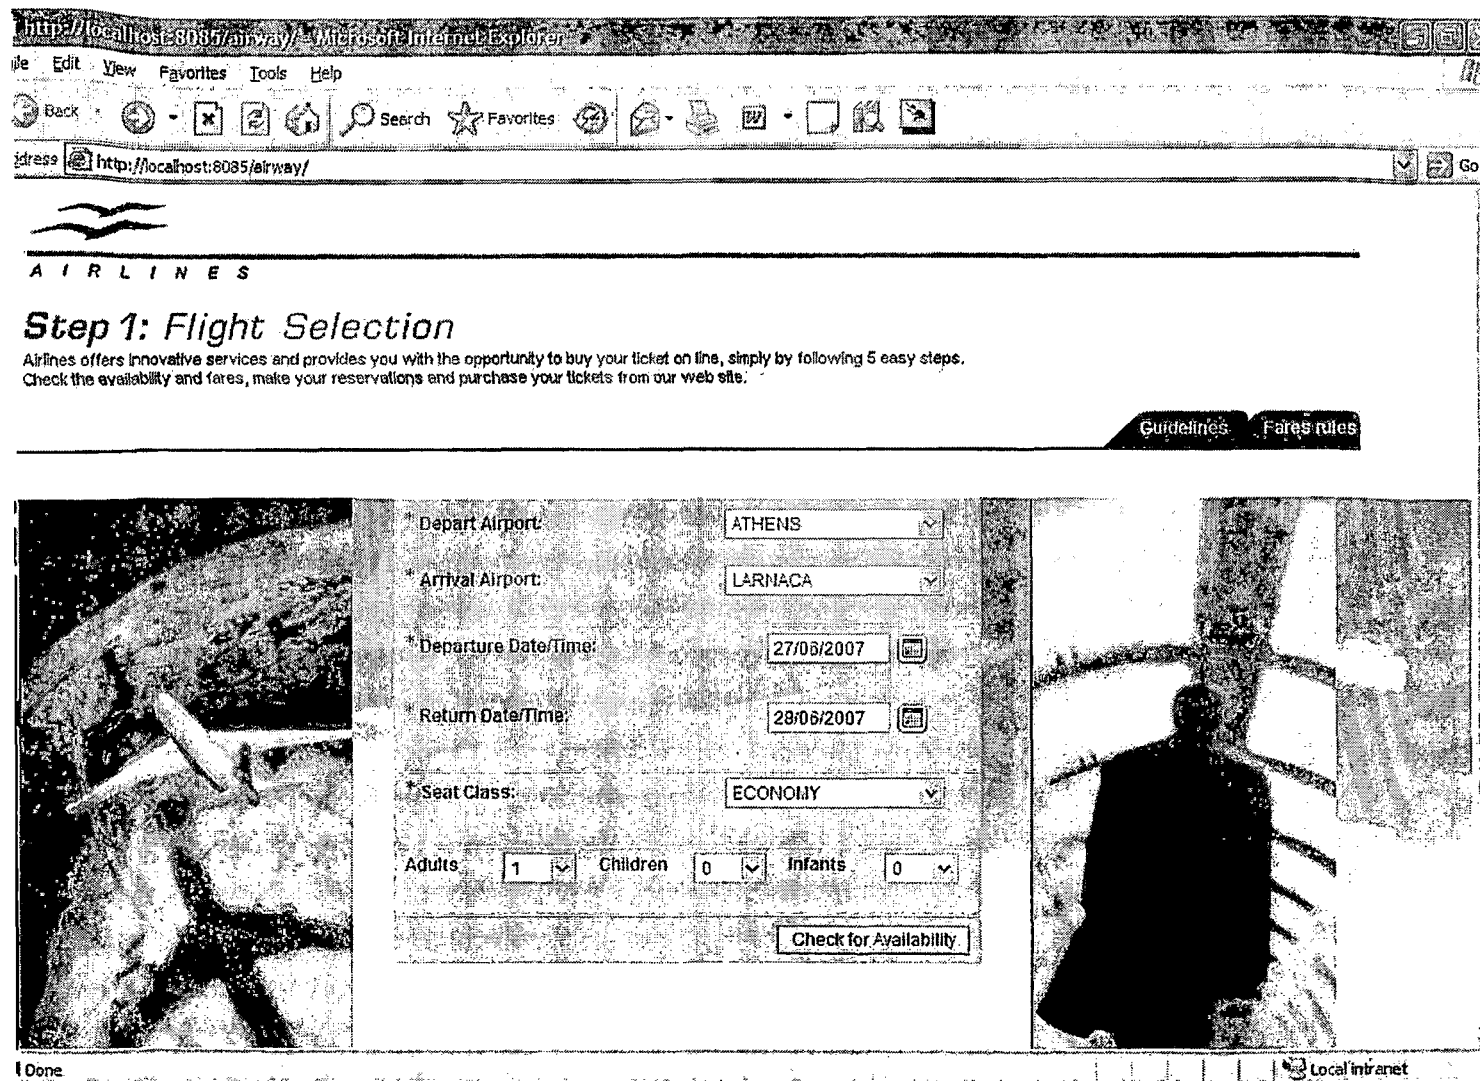 http://localhost:8085/airway/ - Microsoft Internet Explorer
ile Edit View Favorites Tools Help
Back Search Favorites
dress http://localhost:8085/airway/ Go
AIRLINES
Step 1: Flight Selection
Airlines offers innovative services and provides you with the opportunity to buy your ticket on line, simply by following 5 easy steps.
Check the availability and fares, make your reservations and purchase your tickets from our web site.
Guidelines Fares rules
* Depart Airport: ATHENS
* Arrival Airport: LARNACA
* Departure Date/Time: 27/06/2007
* Return Date/Time: 28/06/2007
* Seat Class: ECONOMY
Adults 1 Children 0 Infants 0
Check for Availability
Done Local intranet